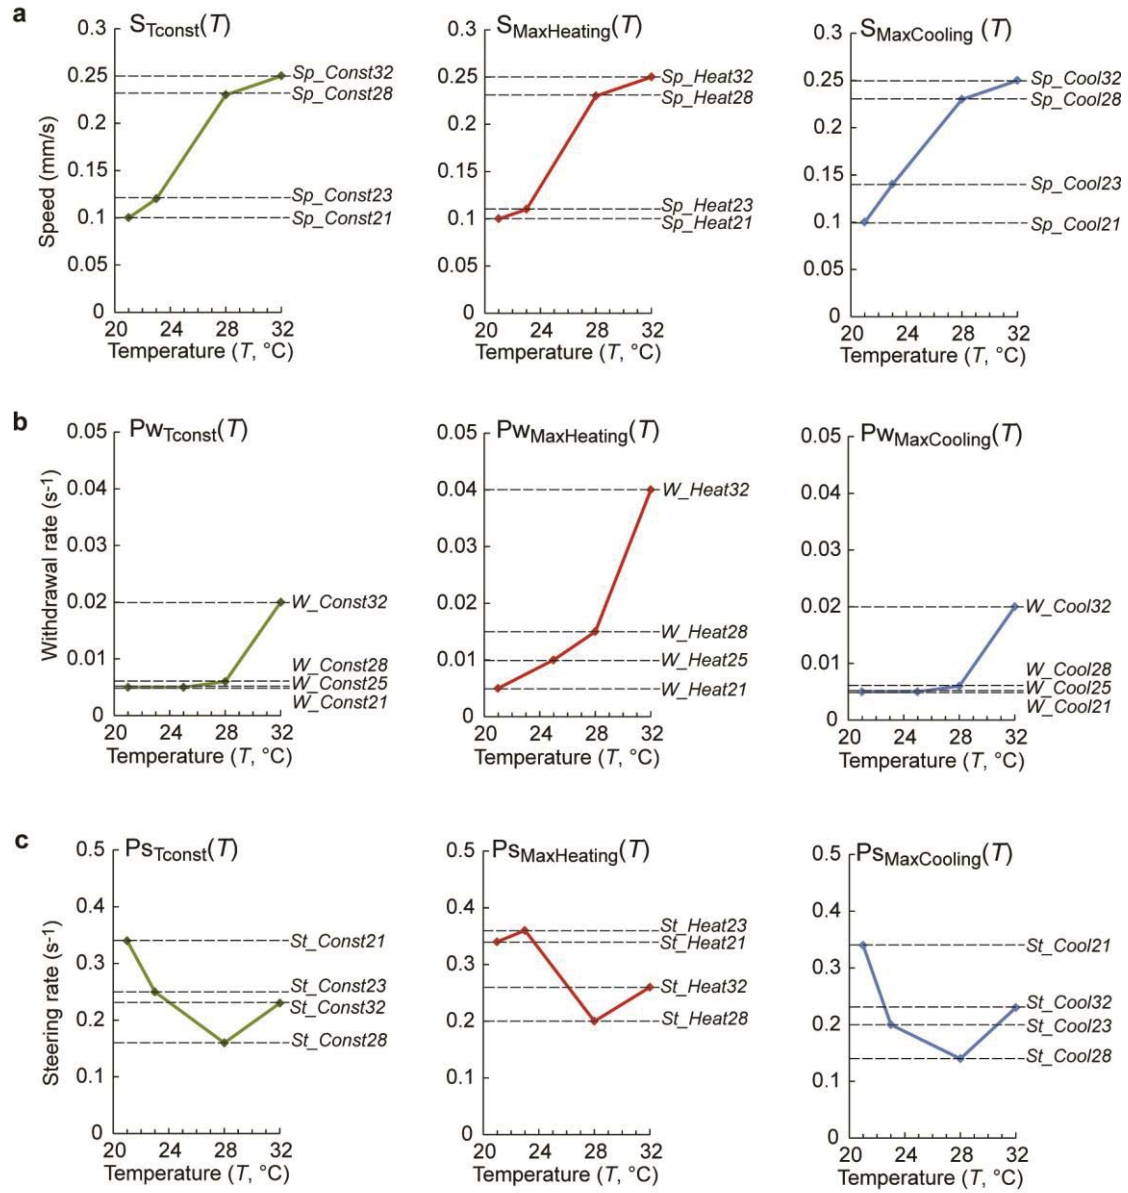 a
S_Tconst(T)
S_MaxHeating(T)
S_MaxCooling (T)
Speed (mm/s)
0.3
0.25
0.2
0.15
0.1
0.05
0
Sp_Const32
Sp_Const28
Sp_Const23
Sp_Const21
20 24 28 32
Temperature (T, °C)
0.3
0.25
0.2
0.15
0.1
0.05
0
Sp_Heat32
Sp_Heat28
Sp_Heat23
Sp_Heat21
20 24 28 32
Temperature (T, °C)
0.3
0.25
0.2
0.15
0.1
0.05
0
Sp_Cool32
Sp_Cool28
Sp_Cool23
Sp_Cool21
20 24 28 32
Temperature (T, °C)
b
Pw_Tconst(T)
Pw_MaxHeating(T)
Pw_MaxCooling(T)
Withdrawal rate (s⁻¹)
0.05
0.04
0.03
0.02
0.01
0
W_Const32
W_Const28
W_Const25
W_Const21
20 24 28 32
Temperature (T, °C)
0.05
0.04
0.03
0.02
0.01
0
W_Heat32
W_Heat28
W_Heat25
W_Heat21
20 24 28 32
Temperature (T, °C)
0.05
0.04
0.03
0.02
0.01
0
W_Cool32
W_Cool28
W_Cool25
W_Cool21
20 24 28 32
Temperature (T, °C)
c
Ps_Tconst(T)
Ps_MaxHeating(T)
Ps_MaxCooling(T)
Steering rate (s⁻¹)
0.5
0.4
0.3
0.2
0.1
0
St_Const21
St_Const23
St_Const32
St_Const28
20 24 28 32
Temperature (T, °C)
0.5
0.4
0.3
0.2
0.1
0
St_Heat23
St_Heat21
St_Heat32
St_Heat28
20 24 28 32
Temperature (T, °C)
0.5
0.4
0.3
0.2
0.1
0
St_Cool21
St_Cool32
St_Cool23
St_Cool28
20 24 28 32
Temperature (T, °C)